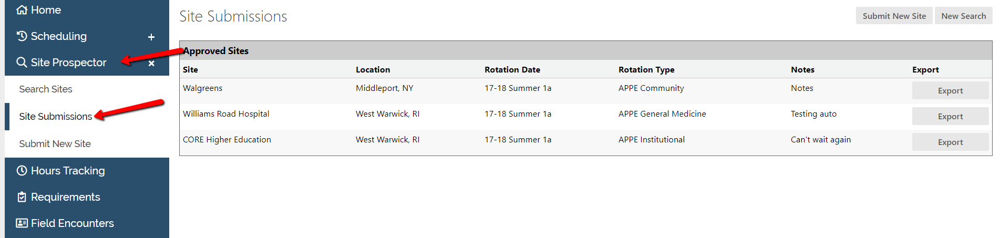 Home
Scheduling +
Site Prospector ×
Search Sites
Site Submissions
Submit New Site
Hours Tracking
Requirements
Field Encounters
Site Submissions
Submit New Site New Search
Approved Sites
Site Location Rotation Date Rotation Type Notes Export
Walgreens Middleport, NY 17-18 Summer 1a APPE Community Notes Export
Williams Road Hospital West Warwick, RI 17-18 Summer 1a APPE General Medicine Testing auto Export
CORE Higher Education West Warwick, RI 17-18 Summer 1a APPE Institutional Can't wait again Export